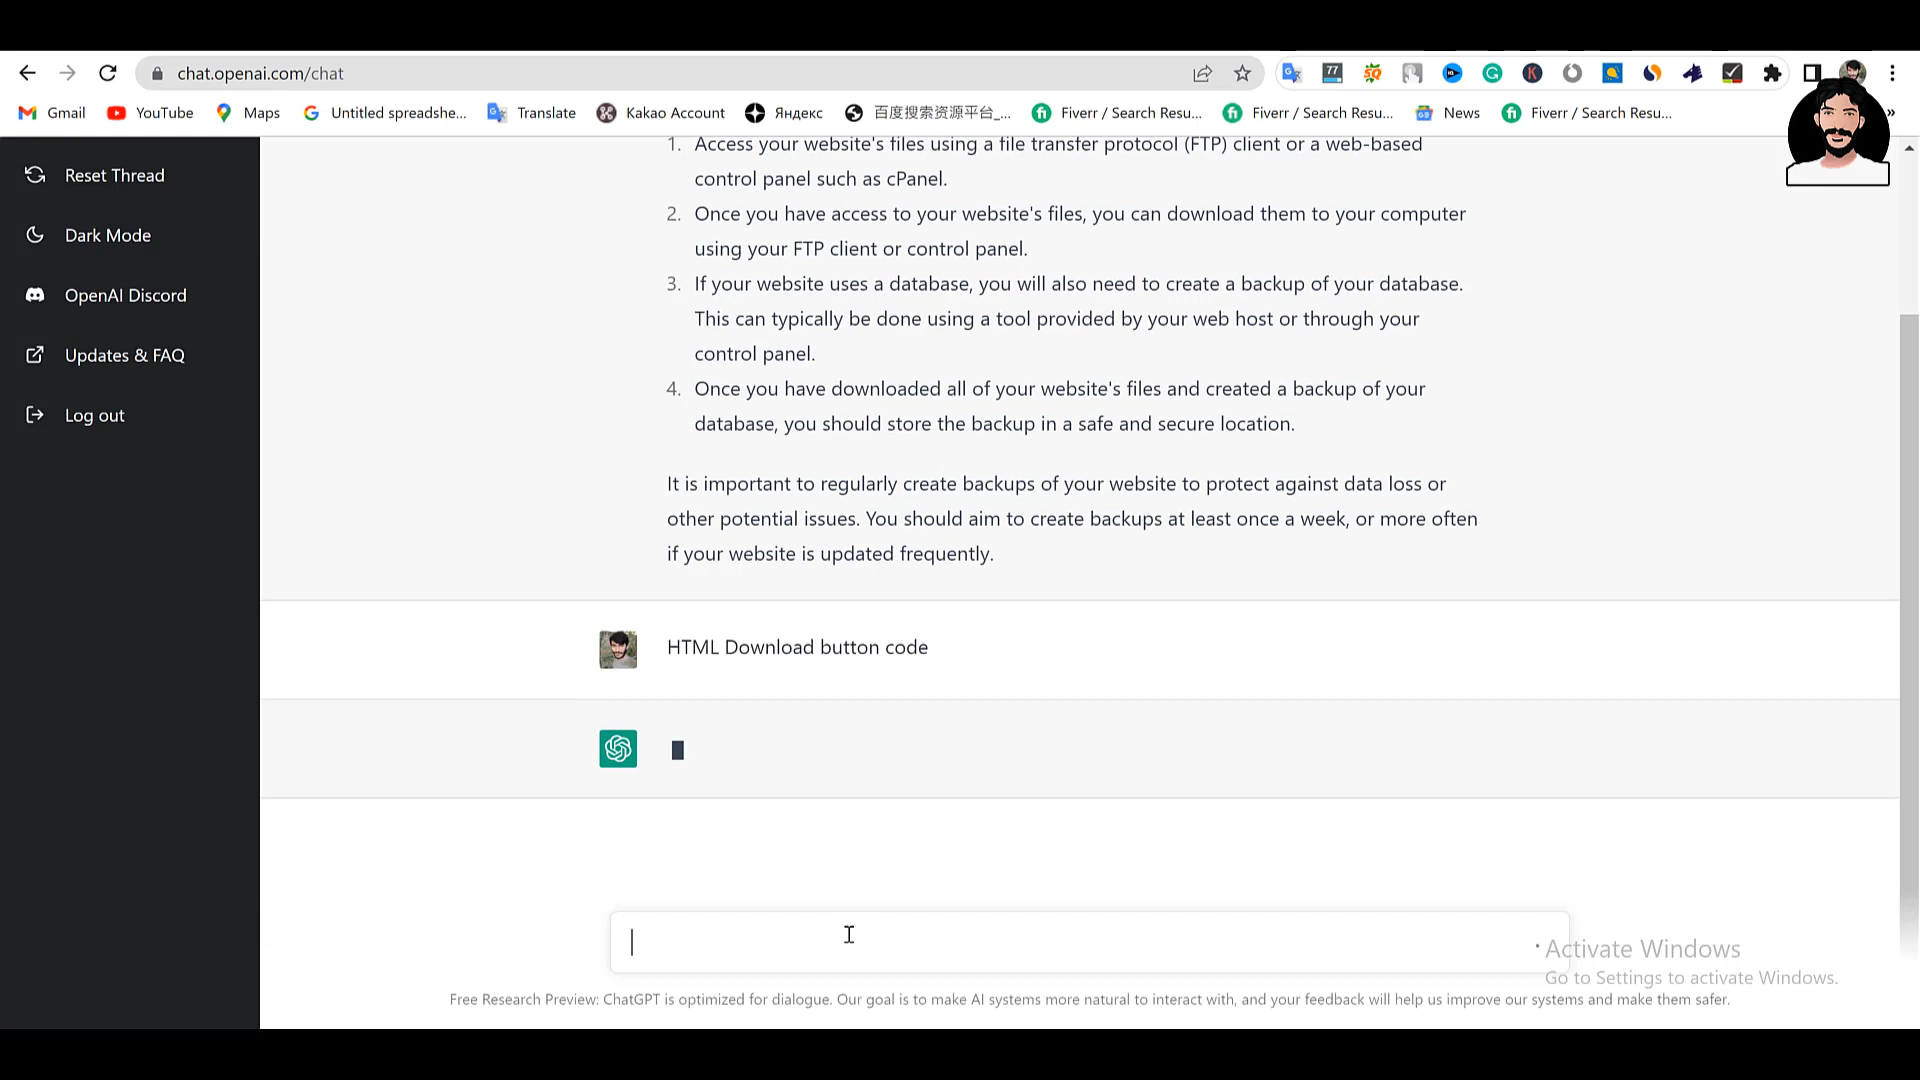 chat.openai.com/chat
77
SQ
K
Gmail YouTube Maps Untitled spreadshe... Translate Kakao Account Яндекс 百度搜索资源平台_... Fiverr / Search Resu... Fiverr / Search Resu... News Fiverr / Search Resu... »
Reset Thread
Dark Mode
OpenAI Discord
Updates & FAQ
Log out
1. Access your website's files using a file transfer protocol (FTP) client or a web-based
control panel such as cPanel.
2. Once you have access to your website's files, you can download them to your computer
using your FTP client or control panel.
3. If your website uses a database, you will also need to create a backup of your database.
This can typically be done using a tool provided by your web host or through your
control panel.
4. Once you have downloaded all of your website's files and created a backup of your
database, you should store the backup in a safe and secure location.
It is important to regularly create backups of your website to protect against data loss or
other potential issues. You should aim to create backups at least once a week, or more often
if your website is updated frequently.
HTML Download button code
Activate Windows
Go to Settings to activate Windows.
Free Research Preview: ChatGPT is optimized for dialogue. Our goal is to make AI systems more natural to interact with, and your feedback will help us improve our systems and make them safer.